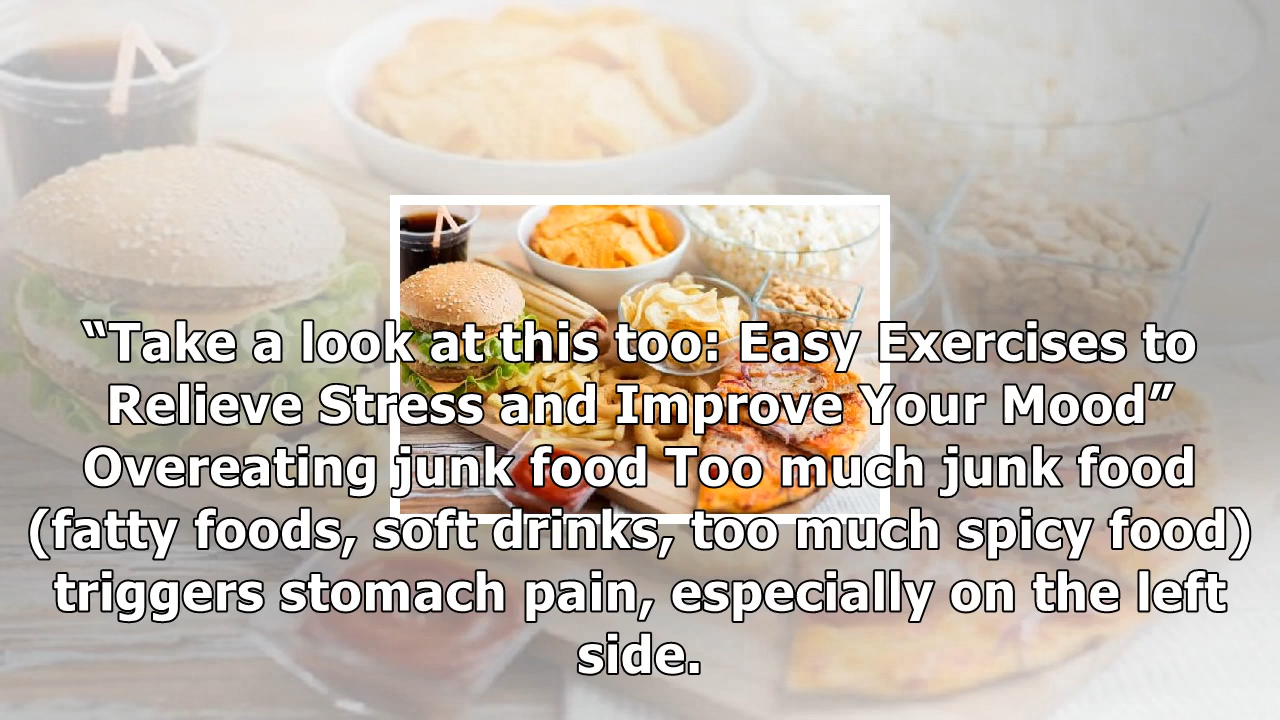 “Take a look at this too: Easy Exercises to
Relieve Stress and Improve Your Mood”
Overeating junk food Too much junk food
(fatty foods, soft drinks, too much spicy food)
triggers stomach pain, especially on the left
side.